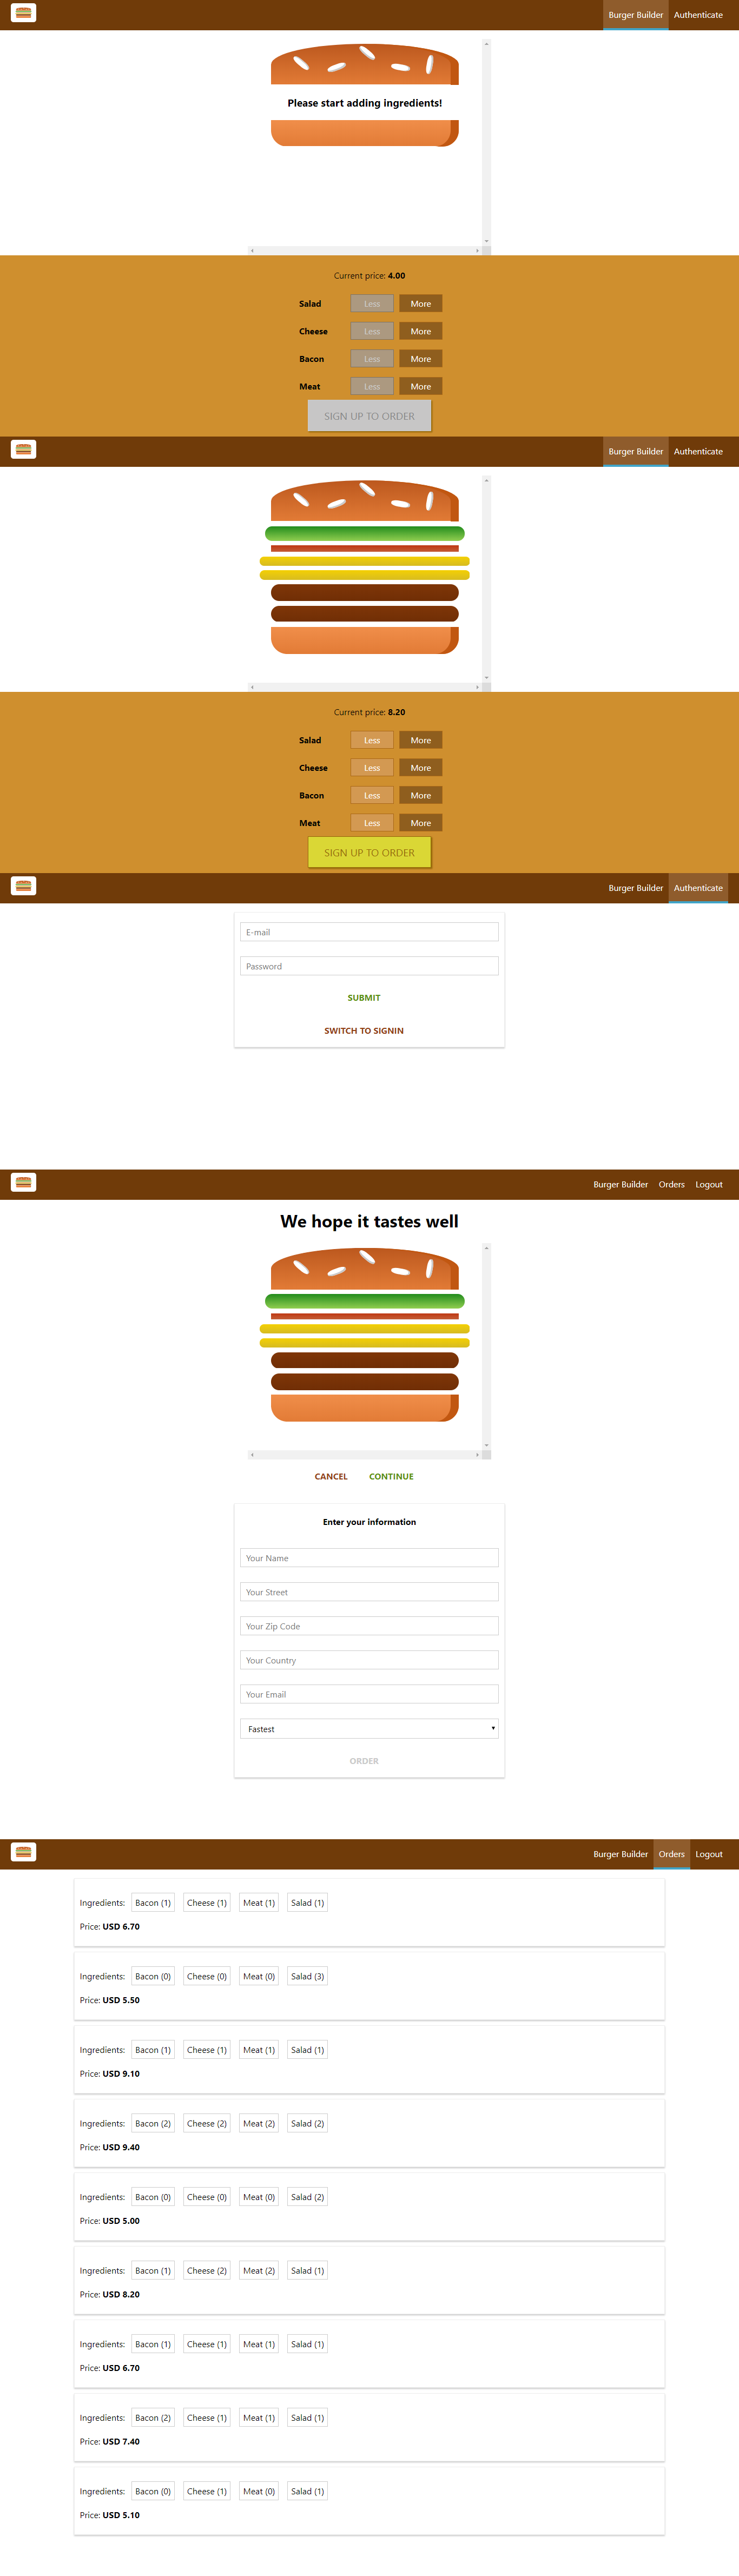 Burger Builder Authenticate
Please start adding ingredients!
Current price: 4.00
Salad Less More
Cheese Less More
Bacon Less More
Meat Less More
SIGN UP TO ORDER
Burger Builder Authenticate
Current price: 8.20
Salad Less More
Cheese Less More
Bacon Less More
Meat Less More
SIGN UP TO ORDER
Burger Builder Authenticate
E-mail
Password
SUBMIT
SWITCH TO SIGNIN
Burger Builder Orders Logout
We hope it tastes well
CANCEL CONTINUE
Enter your information
Your Name
Your Street
Your Zip Code
Your Country
Your Email
Fastest
ORDER
Burger Builder Orders Logout
Ingredients: Bacon (1) Cheese (1) Meat (1) Salad (1)
Price: USD 6.70
Ingredients: Bacon (0) Cheese (0) Meat (0) Salad (3)
Price: USD 5.50
Ingredients: Bacon (1) Cheese (1) Meat (1) Salad (1)
Price: USD 9.10
Ingredients: Bacon (2) Cheese (2) Meat (2) Salad (2)
Price: USD 9.40
Ingredients: Bacon (0) Cheese (0) Meat (0) Salad (2)
Price: USD 5.00
Ingredients: Bacon (1) Cheese (2) Meat (2) Salad (1)
Price: USD 8.20
Ingredients: Bacon (1) Cheese (1) Meat (1) Salad (1)
Price: USD 6.70
Ingredients: Bacon (2) Cheese (1) Meat (1) Salad (1)
Price: USD 7.40
Ingredients: Bacon (0) Cheese (1) Meat (0) Salad (1)
Price: USD 5.10